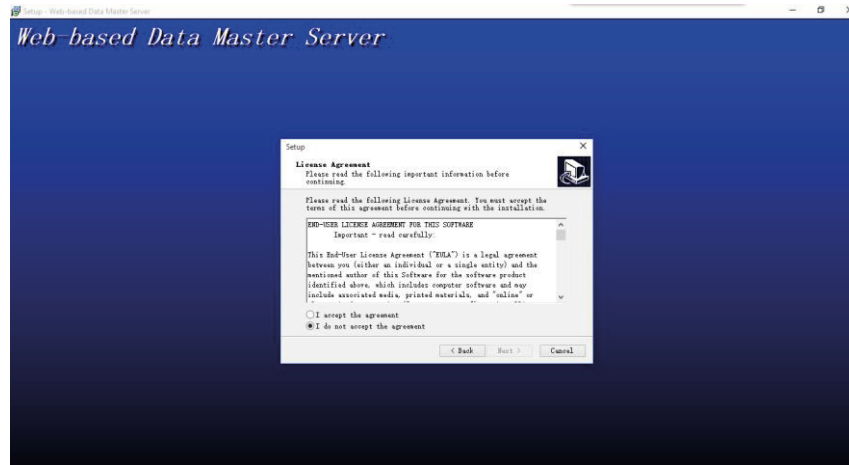 Setup - Web-based Data Master Server
Web-based Data Master Server
Setup
License Agreement
Please read the following important information before
continuing.
Please read the following License Agreement. You must accept the
terms of this agreement before continuing with the installation.
END-USER LICENSE AGREEMENT FOR THIS SOFTWARE
Important - read carefully:
This End-User License Agreement ("EULA") is a legal agreement
between you (either an individual or a single entity) and the
mentioned author of this Software for the software product
identified above, which includes computer software and may
include associated media, printed materials, and "online" or
I accept the agreement
I do not accept the agreement
< Back
Next >
Cancel